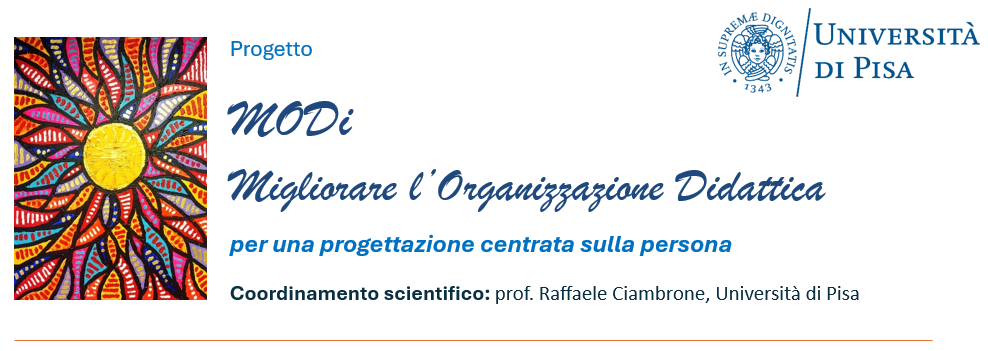 Progetto
IN SUPREMÆ DIGNITATIS
1343
UNIVERSITÀ
DI PISA
MODi
Migliorare l'Organizzazione Didattica
per una progettazione centrata sulla persona
Coordinamento scientifico: prof. Raffaele Ciambrone, Università di Pisa